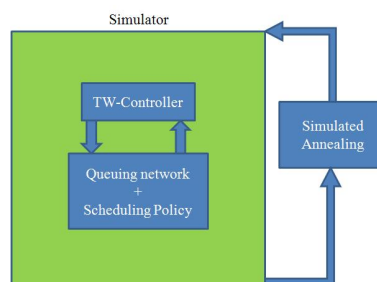 Simulator
TW-Controller
Simulated
Annealing
Queuing network
+
Scheduling Policy